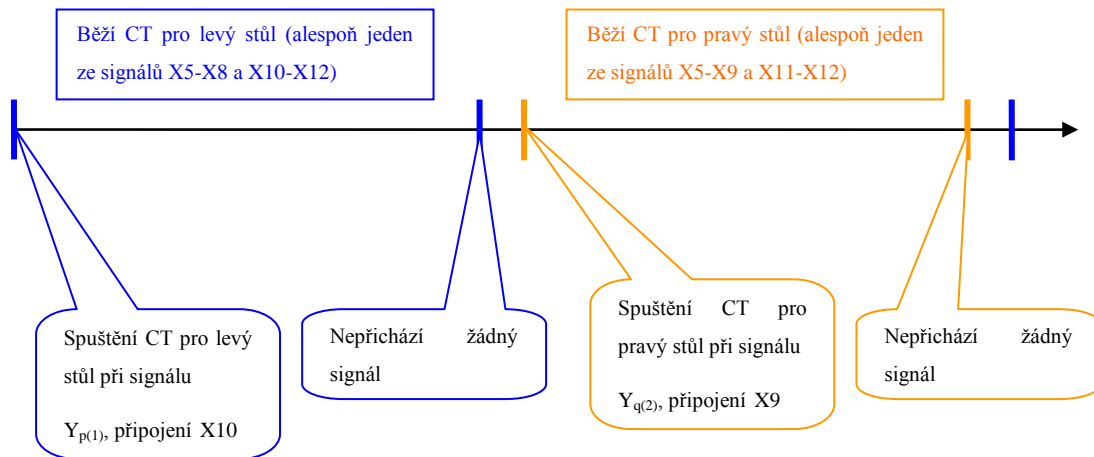 Běží CT pro levý stůl (alespoň jeden
ze signálů X5-X8 a X10-X12)
Běží CT pro pravý stůl (alespoň jeden
ze signálů X5-X9 a X11-X12)
Spuštění CT pro levý
stůl při signálu
Yp(1), připojení X10
Nepřichází žádný
signál
Spuštění CT pro
pravý stůl při signálu
Yq(2), připojení X9
Nepřichází žádný
signál